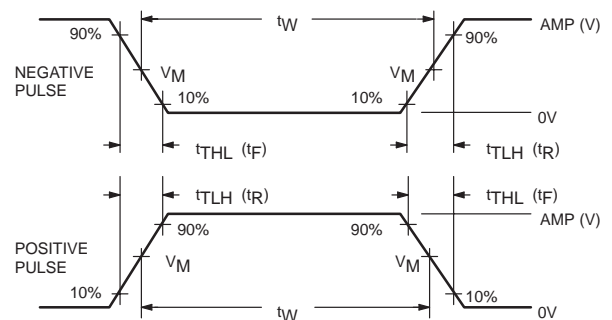 90% tW 90% AMP (V)
NEGATIVE
PULSE
VM VM
10% 10%
0V
tTHL (tF) tTLH (tR)
tTLH (tR) tTHL (tF)
AMP (V)
90% 90%
POSITIVE
PULSE
VM VM
10% 10%
tW 0V